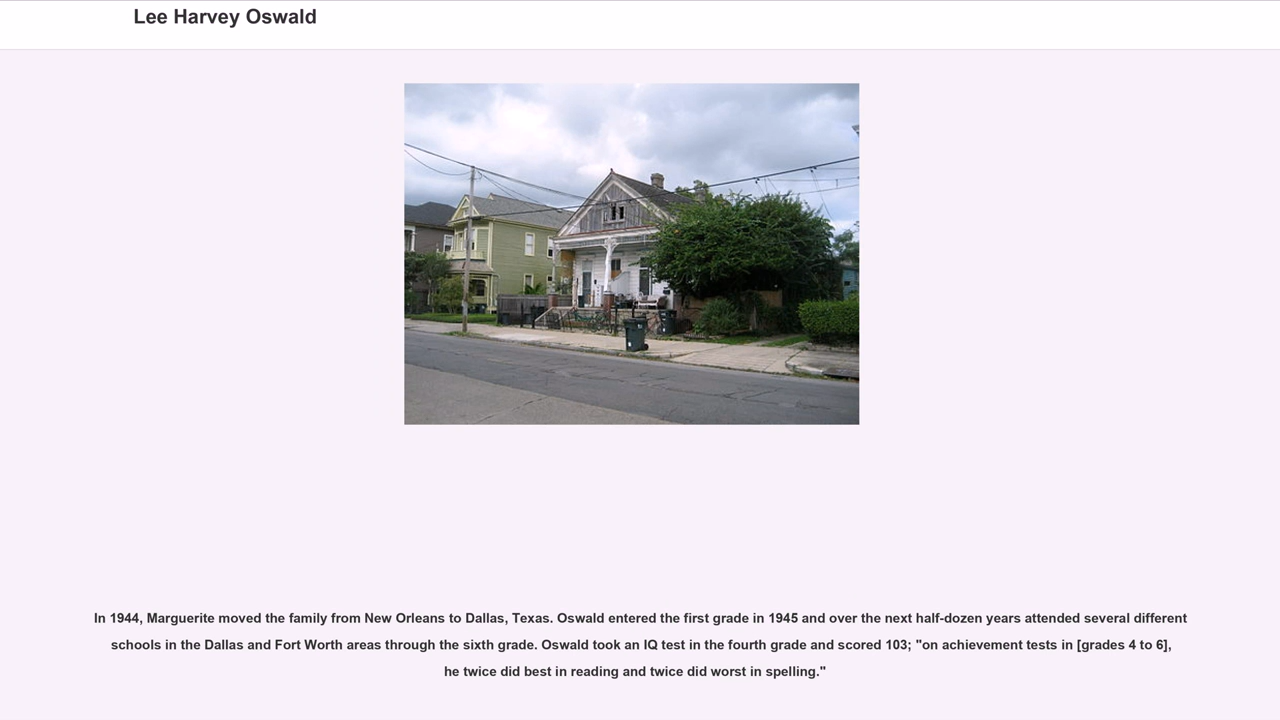 Lee Harvey Oswald
In 1944, Marguerite moved the family from New Orleans to Dallas, Texas. Oswald entered the first grade in 1945 and over the next half-dozen years attended several different
schools in the Dallas and Fort Worth areas through the sixth grade. Oswald took an IQ test in the fourth grade and scored 103; "on achievement tests in [grades 4 to 6],
he twice did best in reading and twice did worst in spelling."